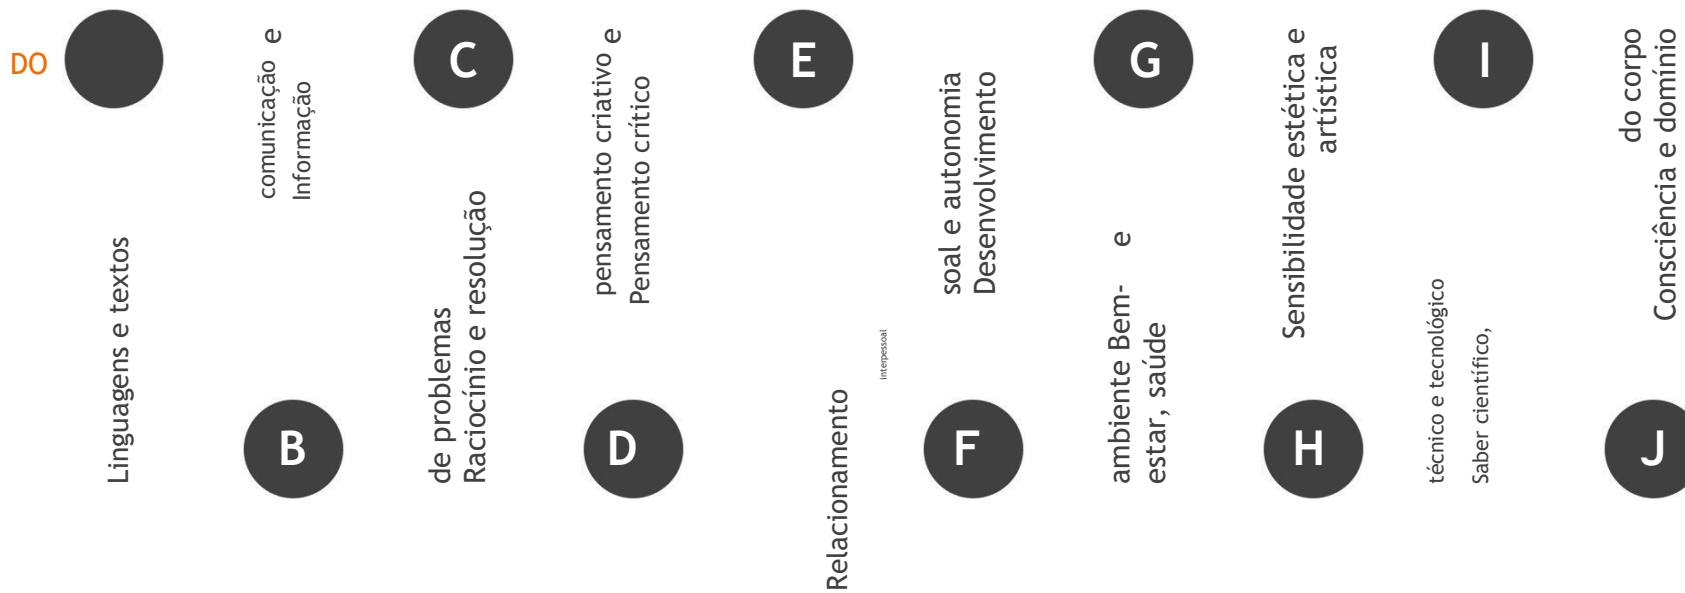 DO
Linguagens e textos
B
comunicação e
Informação
C
de problemas
Raciocínio e resolução
D
pensamento criativo e
Pensamento crítico
E
Relacionamento
interpessoal
F
soal e autonomia
Desenvolvimento
G
ambiente Bem- e
estar, saúde
H
Sensibilidade estética e
artística
I
técnico e tecnológico
Saber científico,
J
do corpo
Consciência e domínio